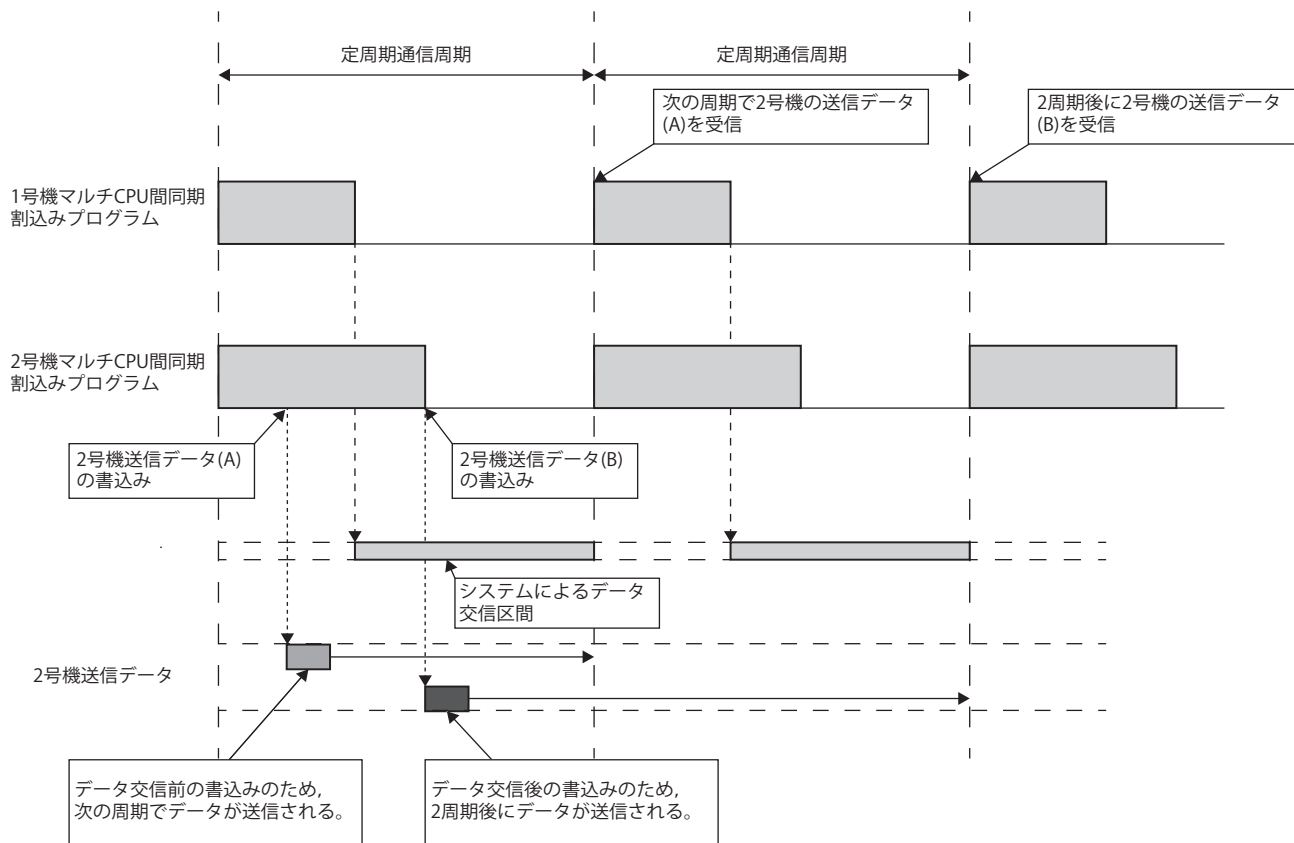 定周期通信周期
定周期通信周期
次の周期で2号機の送信データ
(A)を受信
2周期後に2号機の送信データ
(B)を受信
1号機マルチCPU間同期
割込みプログラム
2号機マルチCPU間同期
割込みプログラム
2号機送信データ(A)
の書込み
2号機送信データ(B)
の書込み
システムによるデータ
交信区間
2号機送信データ
データ交信前の書込みのため,
次の周期でデータが送信される。
データ交信後の書込みのため,
2周期後にデータが送信される。